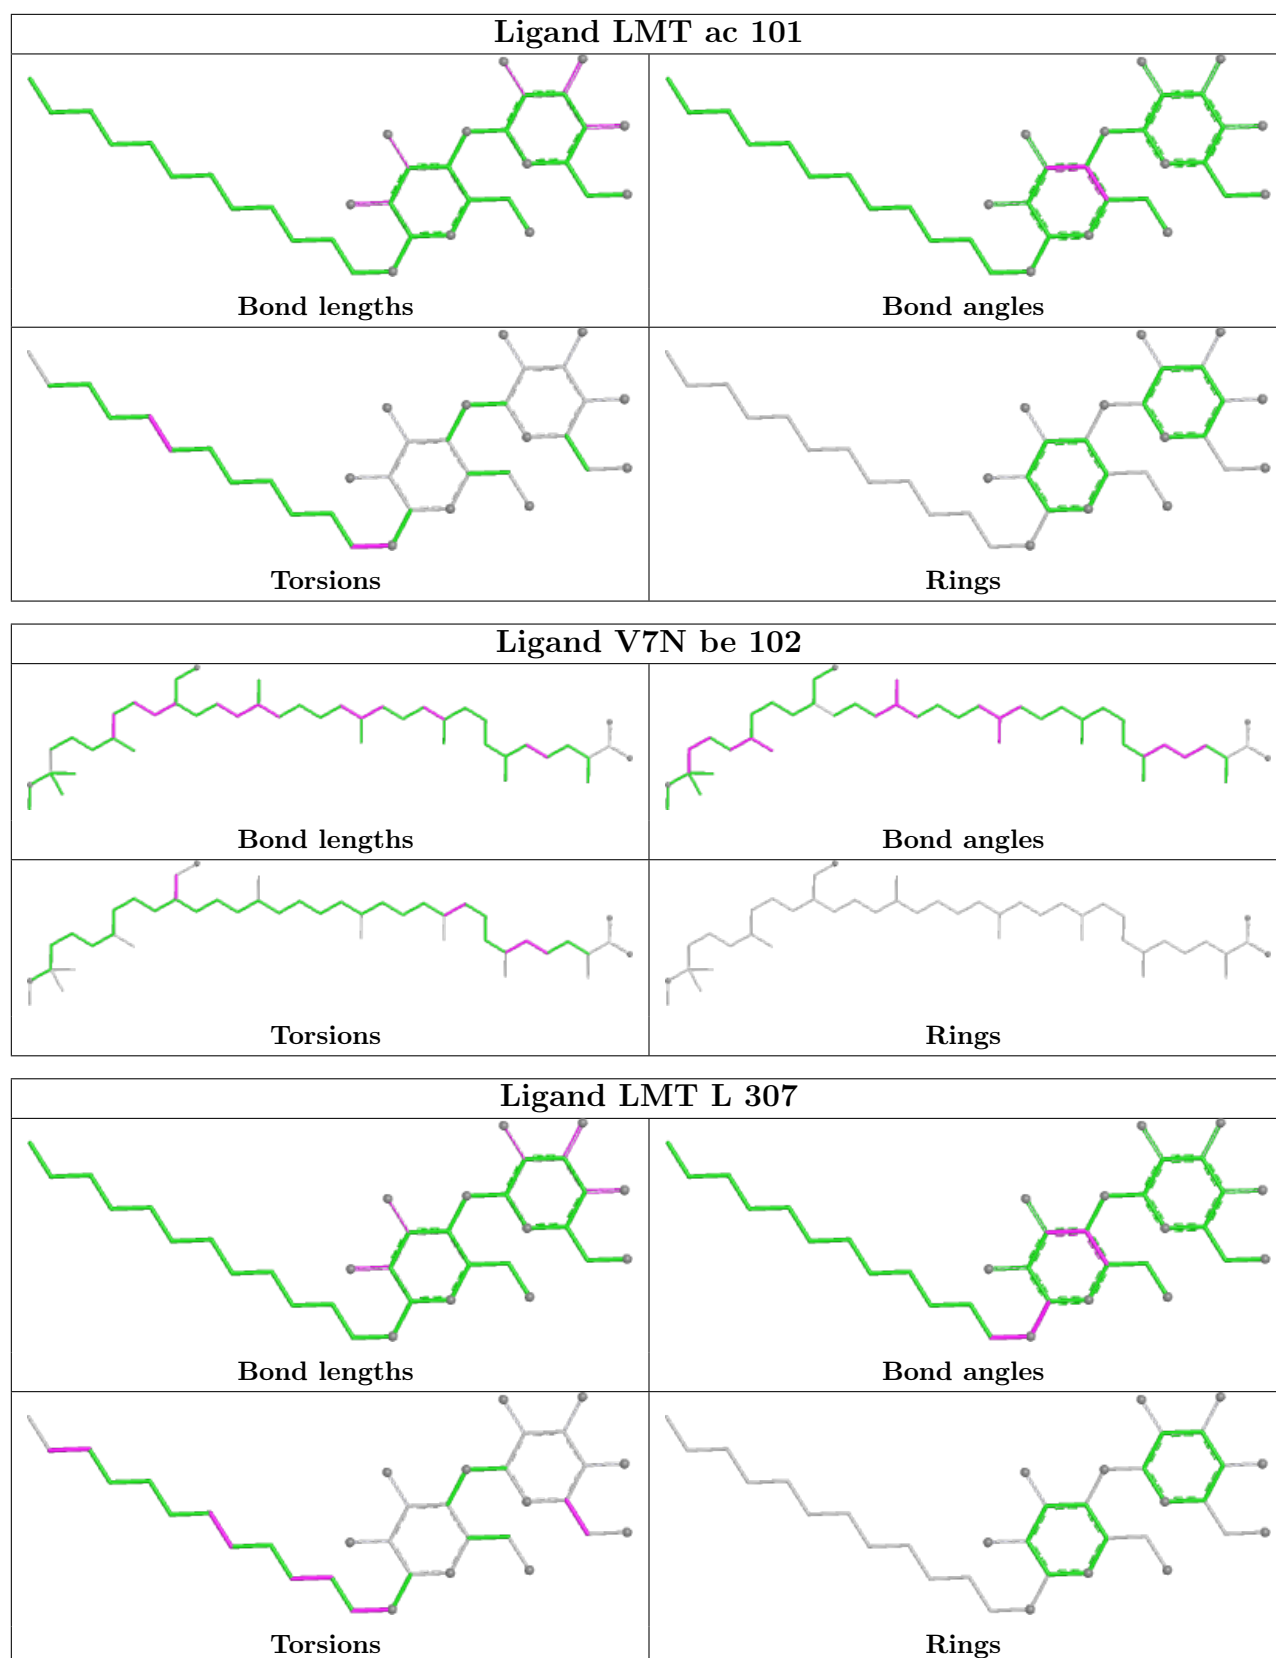 Ligand LMT ac 101
Bond lengths
Bond angles
Torsions
Rings
Ligand V7N be 102
Bond lengths
Bond angles
Torsions
Rings
Ligand LMT L 307
Bond lengths
Bond angles
Torsions
Rings